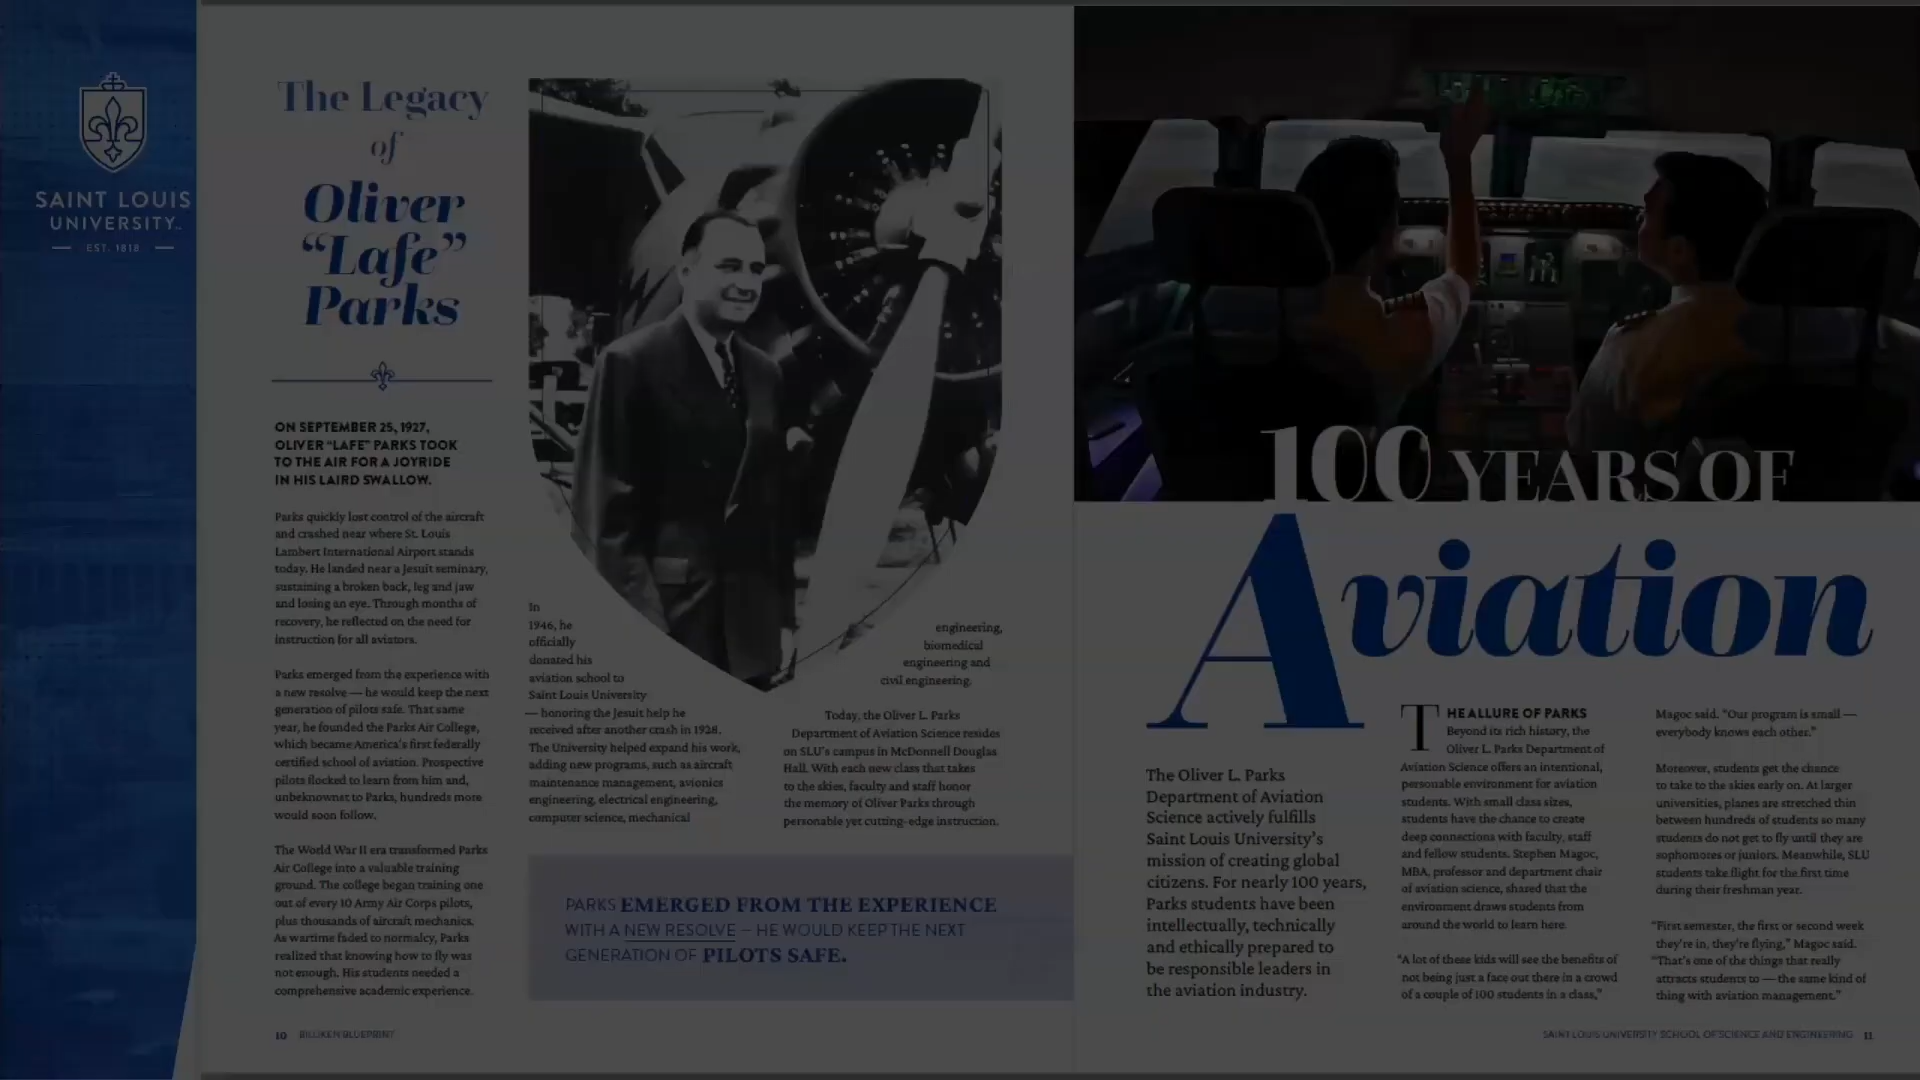 SAINT LOUIS
UNIVERSITY.
EST. 1818
The Legacy
of
Oliver
“Lafe”
Parks
ON SEPTEMBER 25, 1927,
OLIVER “LAFE” PARKS TOOK
TO THE AIR FOR A JOYRIDE
IN HIS LAIRD SWALLOW.
Parks quickly lost control of the aircraft
and crashed near where St. Louis
Lambert International Airport stands
today. He landed near a Jesuit seminary,
sustaining a broken back, leg and jaw
and losing an eye. Through months of
recovery, he reflected on the need for
instruction for all aviators.
Parks emerged from the experience with
a new resolve — he would keep the next
generation of pilots safe. That same
year, he founded the Parks Air College,
which became America's first federally
certified school of aviation. Prospective
pilots flocked to learn from him and,
unbeknownst to Parks, hundreds more
would soon follow.
The World War II era transformed Parks
Air College into a valuable training
ground. The college began training one
out of every 10 Army Air Corps pilots,
plus thousands of aircraft mechanics.
As wartime faded to normalcy, Parks
realized that knowing how to fly was
not enough. His students needed a
comprehensive academic experience.
In
1946, he
officially
donated his
aviation school to
Saint Louis University
— honoring the Jesuit help he
received after another crash in 1928.
The University helped expand his work,
adding new programs, such as aircraft
maintenance management, avionics
engineering, electrical engineering,
computer science, mechanical
engineering,
biomedical
engineering and
civil engineering.
Today, the Oliver L. Parks
Department of Aviation Science resides
on SLU's campus in McDonnell Douglas
Hall. With each new class that takes
to the skies, faculty and staff honor
the memory of Oliver Parks through
personable yet cutting-edge instruction.
PARKS EMERGED FROM THE EXPERIENCE
WITH A NEW RESOLVE – HE WOULD KEEP THE NEXT
GENERATION OF PILOTS SAFE.
10 BILLIKEN BLUEPRINT
100 YEARS OF
Aviation
The Oliver L. Parks
Department of Aviation
Science actively fulfills
Saint Louis University's
mission of creating global
citizens. For nearly 100 years,
Parks students have been
intellectually, technically
and ethically prepared to
be responsible leaders in
the aviation industry.
THE ALLURE OF PARKS
Beyond its rich history, the
Oliver L. Parks Department of
Aviation Science offers an intentional,
personable environment for aviation
students. With small class sizes,
students have the chance to create
deep connections with faculty, staff
and fellow students. Stephen Magoc,
MBA, professor and department chair
of aviation science, shared that the
environment draws students from
around the world to learn here.
“A lot of these kids will see the benefits of
not being just a face out there in a crowd
of a couple of 100 students in a class,”
Magoc said. “Our program is small —
everybody knows each other.”
Moreover, students get the chance
to take to the skies early on. At larger
universities, planes are stretched thin
between hundreds of students so many
students do not get to fly until they are
sophomores or juniors. Meanwhile, SLU
students take flight for the first time
during their freshman year.
“First semester, the first or second week
they're in, they're flying,” Magoc said.
“That's one of the things that really
attracts students to — the same kind of
thing with aviation management.”
SAINT LOUIS UNIVERSITY SCHOOL OF SCIENCE AND ENGINEERING 11